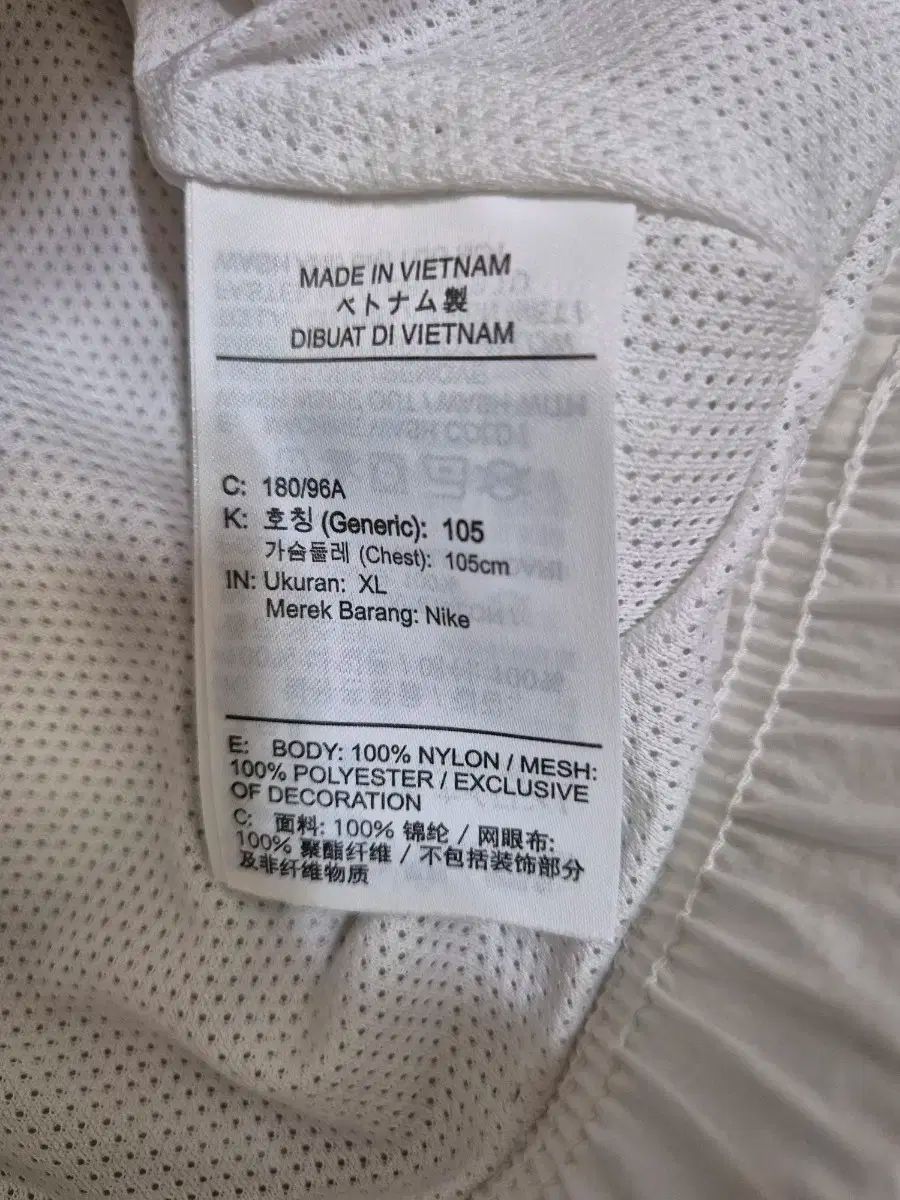 MADE IN VIETNAM
ベトナム製
DIBUAT DI VIETNAM
C: 180/96A
K: 호칭 (Generic): 105
가슴둘레 (Chest): 105cm
IN: Ukuran: XL
Merek Barang: Nike
E: BODY: 100% NYLON / MESH:
100% POLYESTER / EXCLUSIVE
OF DECORATION
C: 面料: 100% 锦纶 / 网眼布:
100% 聚酯纤维 / 不包括装饰部分
及非纤维物质